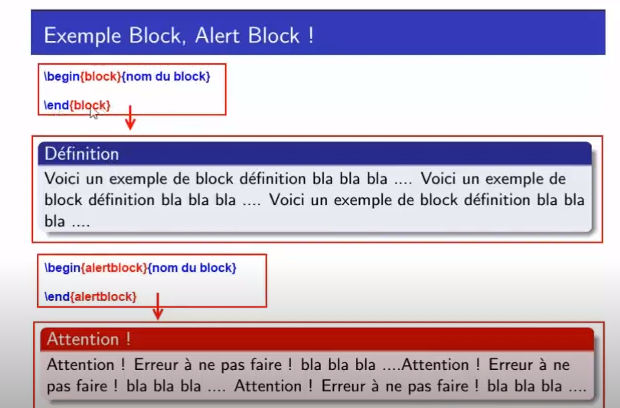 Exemple Block, Alert Block !
\begin{block}{nom du block}
\end{block}
Définition
Voici un exemple de block définition bla bla bla .... Voici un exemple de
block définition bla bla bla .... Voici un exemple de block définition bla bla
bla ....
\begin{alertblock}{nom du block}
\end{alertblock}
Attention !
Attention ! Erreur à ne pas faire ! bla bla bla ....Attention ! Erreur à ne
pas faire ! bla bla bla .... Attention ! Erreur à ne pas faire ! bla bla bla ....